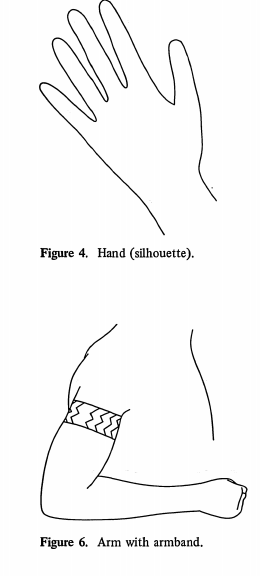 Figure 4. Hand (silhouette).
Figure 6. Arm with armband.